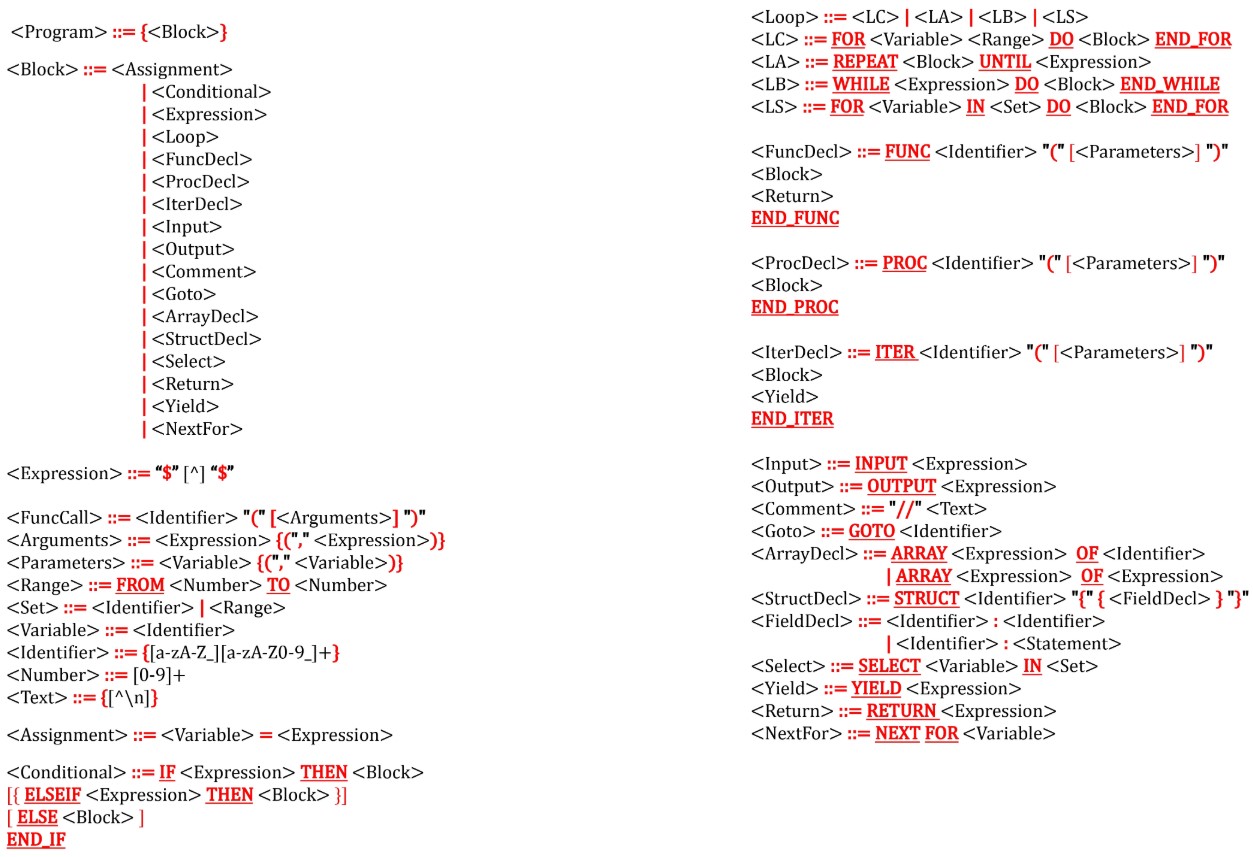 <Program> ::= {<Block>}
<Block> ::= <Assignment>
| <Conditional>
| <Expression>
| <Loop>
| <FuncDecl>
| <ProcDecl>
| <IterDecl>
| <Input>
| <Output>
| <Comment>
| <Goto>
| <ArrayDecl>
| <StructDecl>
| <Select>
| <Return>
| <Yield>
| <NextFor>
<Expression> ::= “$” [^] “$”
<FuncCall> ::= <Identifier> "(" [<Arguments>] ")"
<Arguments> ::= <Expression> {("," <Expression>)}
<Parameters> ::= <Variable> {("," <Variable>)}
<Range> ::= FROM <Number> TO <Number>
<Set> ::= <Identifier> | <Range>
<Variable> ::= <Identifier>
<Identifier> ::= {[a-zA-Z_][a-zA-Z0-9_]+}
<Number> ::= [0-9]+
<Text> ::= {[^\n]}
<Assignment> ::= <Variable> = <Expression>
<Conditional> ::= IF <Expression> THEN <Block>
[{ ELSEIF <Expression> THEN <Block> }]
[ ELSE <Block> ]
END_IF
<Loop> ::= <LC> | <LA> | <LB> | <LS>
<LC> ::= FOR <Variable> <Range> DO <Block> END_FOR
<LA> ::= REPEAT <Block> UNTIL <Expression>
<LB> ::= WHILE <Expression> DO <Block> END_WHILE
<LS> ::= FOR <Variable> IN <Set> DO <Block> END_FOR
<FuncDecl> ::= FUNC <Identifier> "(" [<Parameters>] ")"
<Block>
<Return>
END_FUNC
<ProcDecl> ::= PROC <Identifier> "(" [<Parameters>] ")"
<Block>
END_PROC
<IterDecl> ::= ITER <Identifier> "(" [<Parameters>] ")"
<Block>
<Yield>
END_ITER
<Input> ::= INPUT <Expression>
<Output> ::= OUTPUT <Expression>
<Comment> ::= "//" <Text>
<Goto> ::= GOTO <Identifier>
<ArrayDecl> ::= ARRAY <Expression> OF <Identifier>
| ARRAY <Expression> OF <Expression>
<StructDecl> ::= STRUCT <Identifier> "{" { <FieldDecl> } "}"
<FieldDecl> ::= <Identifier> : <Identifier>
| <Identifier> : <Statement>
<Select> ::= SELECT <Variable> IN <Set>
<Yield> ::= YIELD <Expression>
<Return> ::= RETURN <Expression>
<NextFor> ::= NEXT FOR <Variable>